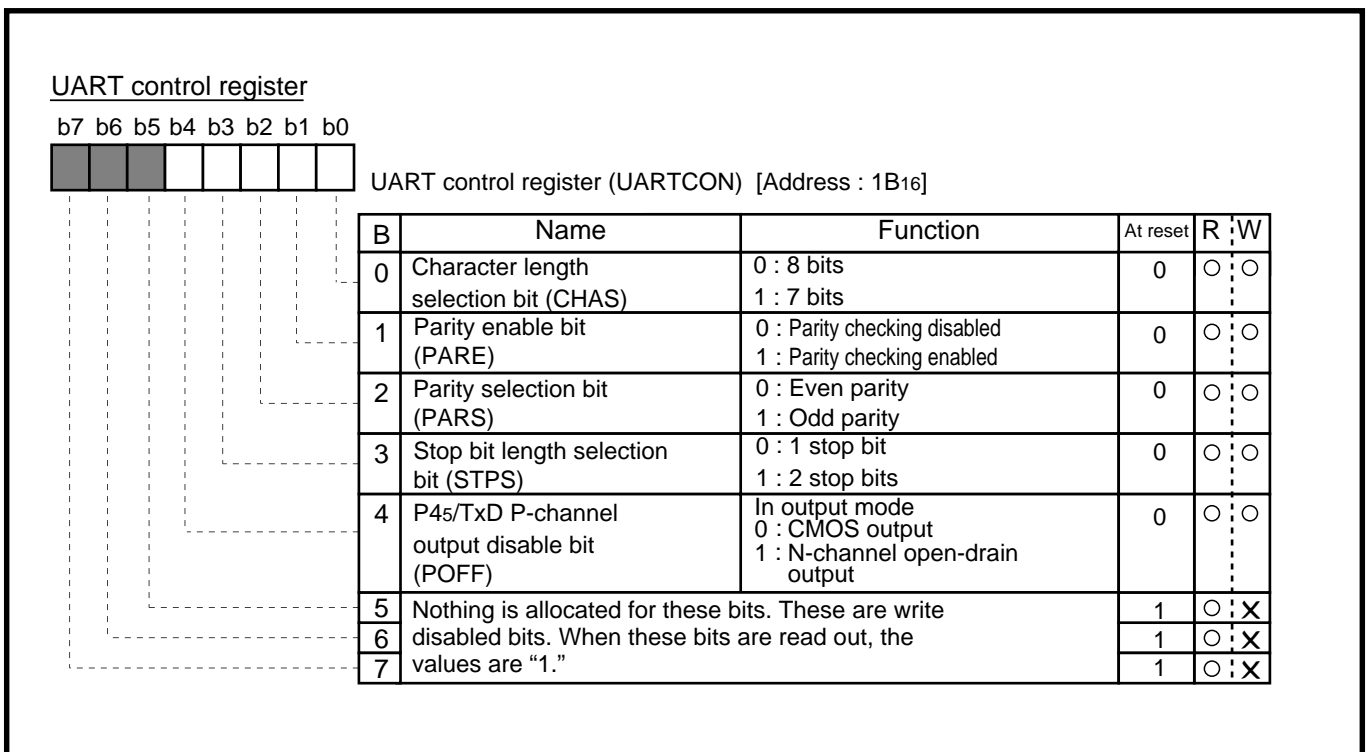 UART control register
b7 b6 b5 b4 b3 b2 b1 b0
UART control register (UARTCON) [Address : 1B16]
B Name Function At reset R W
0 Character length selection bit (CHAS) 0 : 8 bits 1 : 7 bits 0 ○ ○
1 Parity enable bit (PARE) 0 : Parity checking disabled 1 : Parity checking enabled 0 ○ ○
2 Parity selection bit (PARS) 0 : Even parity 1 : Odd parity 0 ○ ○
3 Stop bit length selection bit (STPS) 0 : 1 stop bit 1 : 2 stop bits 0 ○ ○
4 P45/TxD P-channel output disable bit (POFF) In output mode 0 : CMOS output 1 : N-channel open-drain output 0 ○ ○
5 Nothing is allocated for these bits. These are write 1 ○ ✕
6 disabled bits. When these bits are read out, the 1 ○ ✕
7 values are “1.” 1 ○ ✕